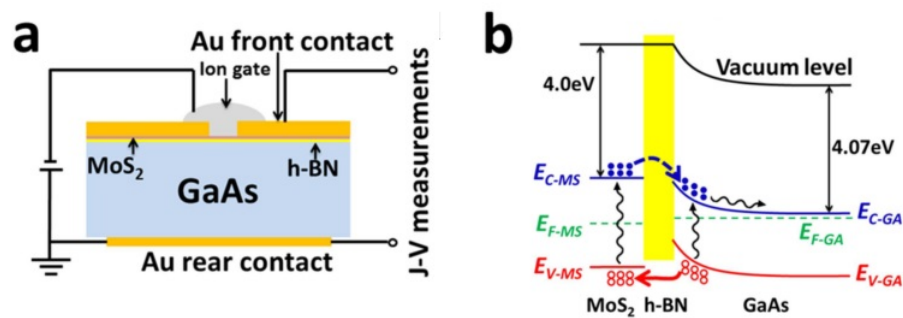 a
Au front contact
Ion gate
MoS2
h-BN
GaAs
Au rear contact
J-V measurements
b
4.0eV
Vacuum level
4.07eV
EC-MS
EF-MS
EV-MS
EC-GA
EF-GA
EV-GA
MoS2 h-BN GaAs